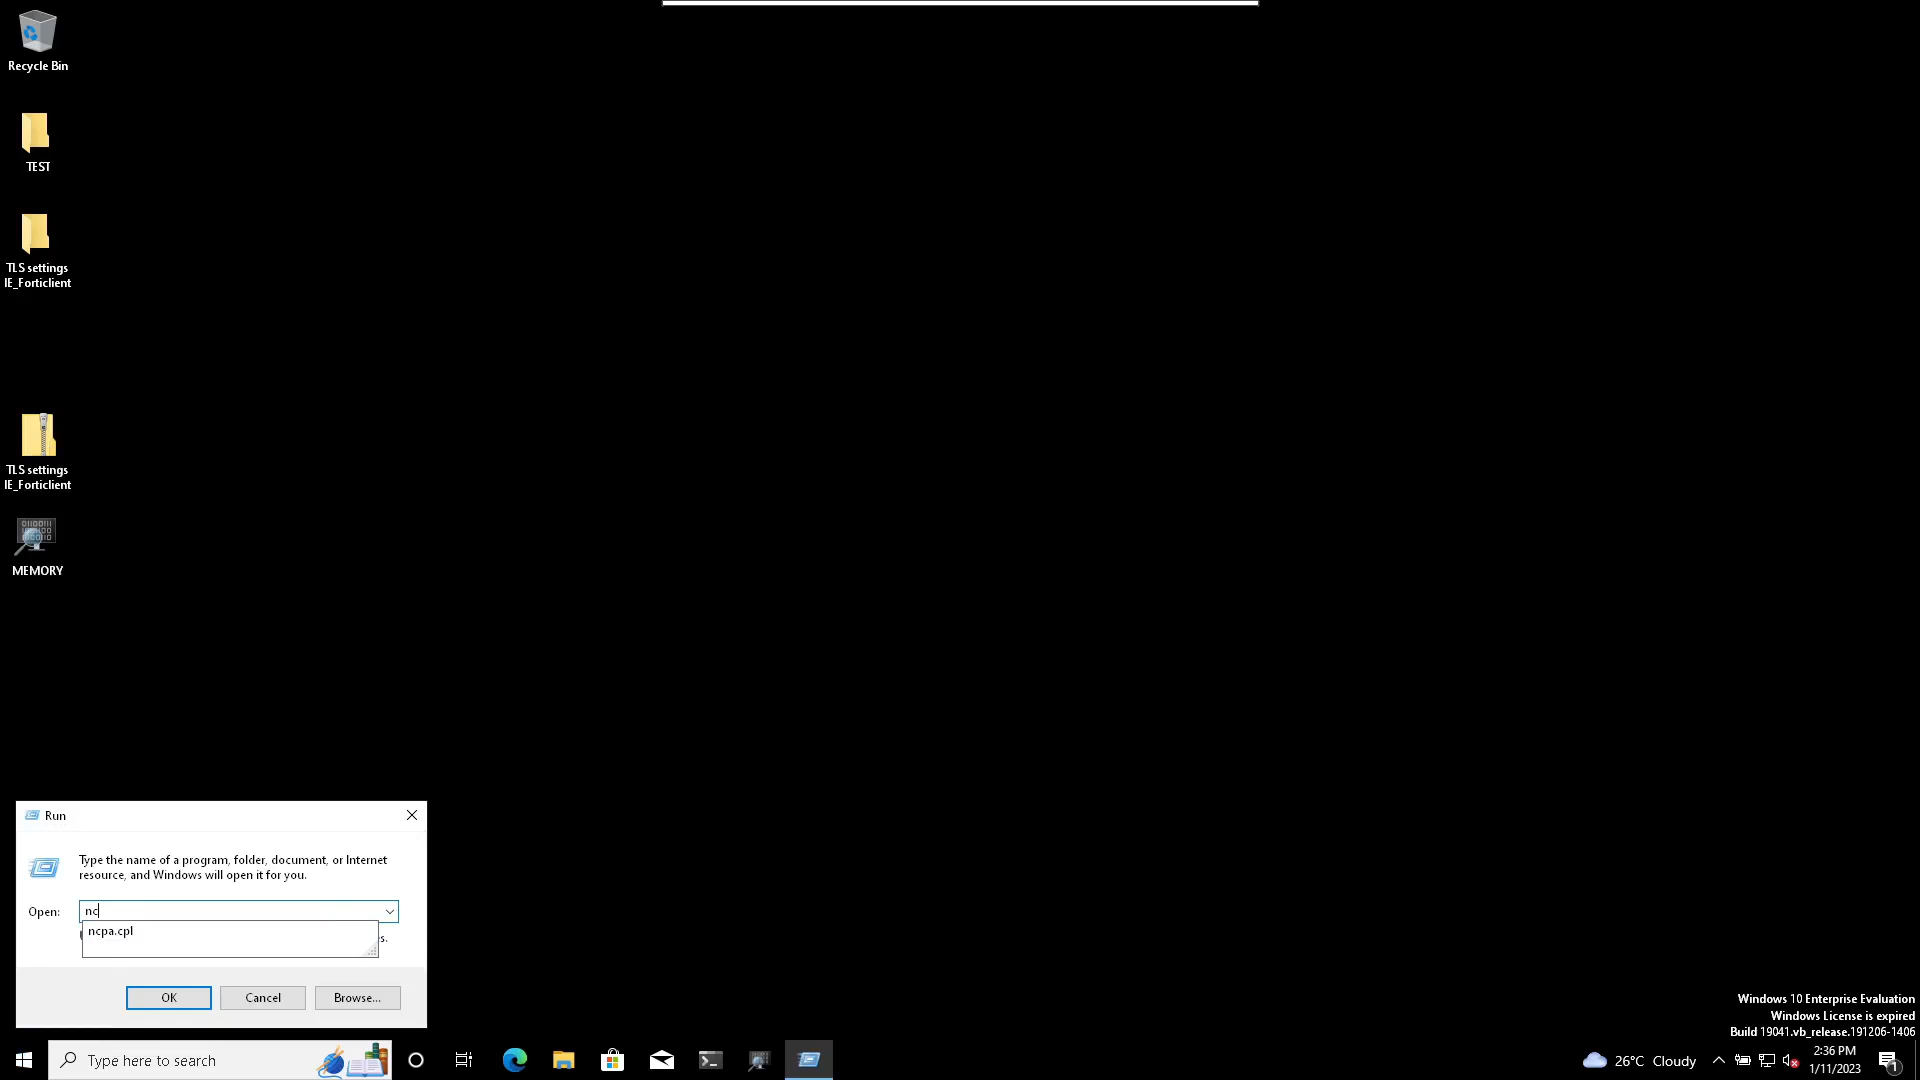 Recycle Bin
TEST
TLS settings
IE_Forticlient
TLS settings
IE_Forticlient
MEMORY
Run
Type the name of a program, folder, document, or Internet
resource, and Windows will open it for you.
Open:
nc
ncpa.cpl
s.
OK
Cancel
Browse...
Windows 10 Enterprise Evaluation
Windows License is expired
Build 19041.vb_release.191206-1406
Type here to search
26°C Cloudy
2:36 PM
1/11/2023
1